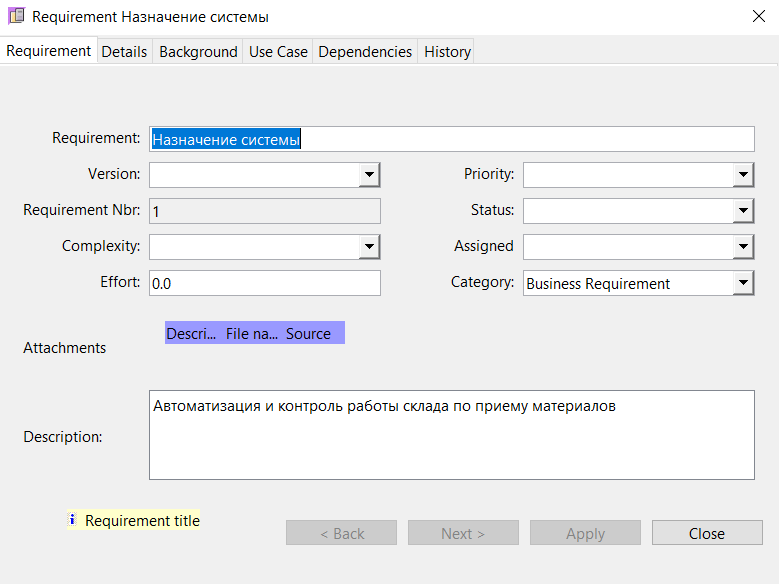 Requirement Назначение системы
Requirement Details Background Use Case Dependencies History
Requirement: Назначение системы
Version: Priority:
Requirement Nbr: 1 Status:
Complexity: Assigned
Effort: 0.0 Category: Business Requirement
Descri... File na... Source
Attachments
Автоматизация и контроль работы склада по приему материалов
Description:
i Requirement title
< Back Next > Apply Close